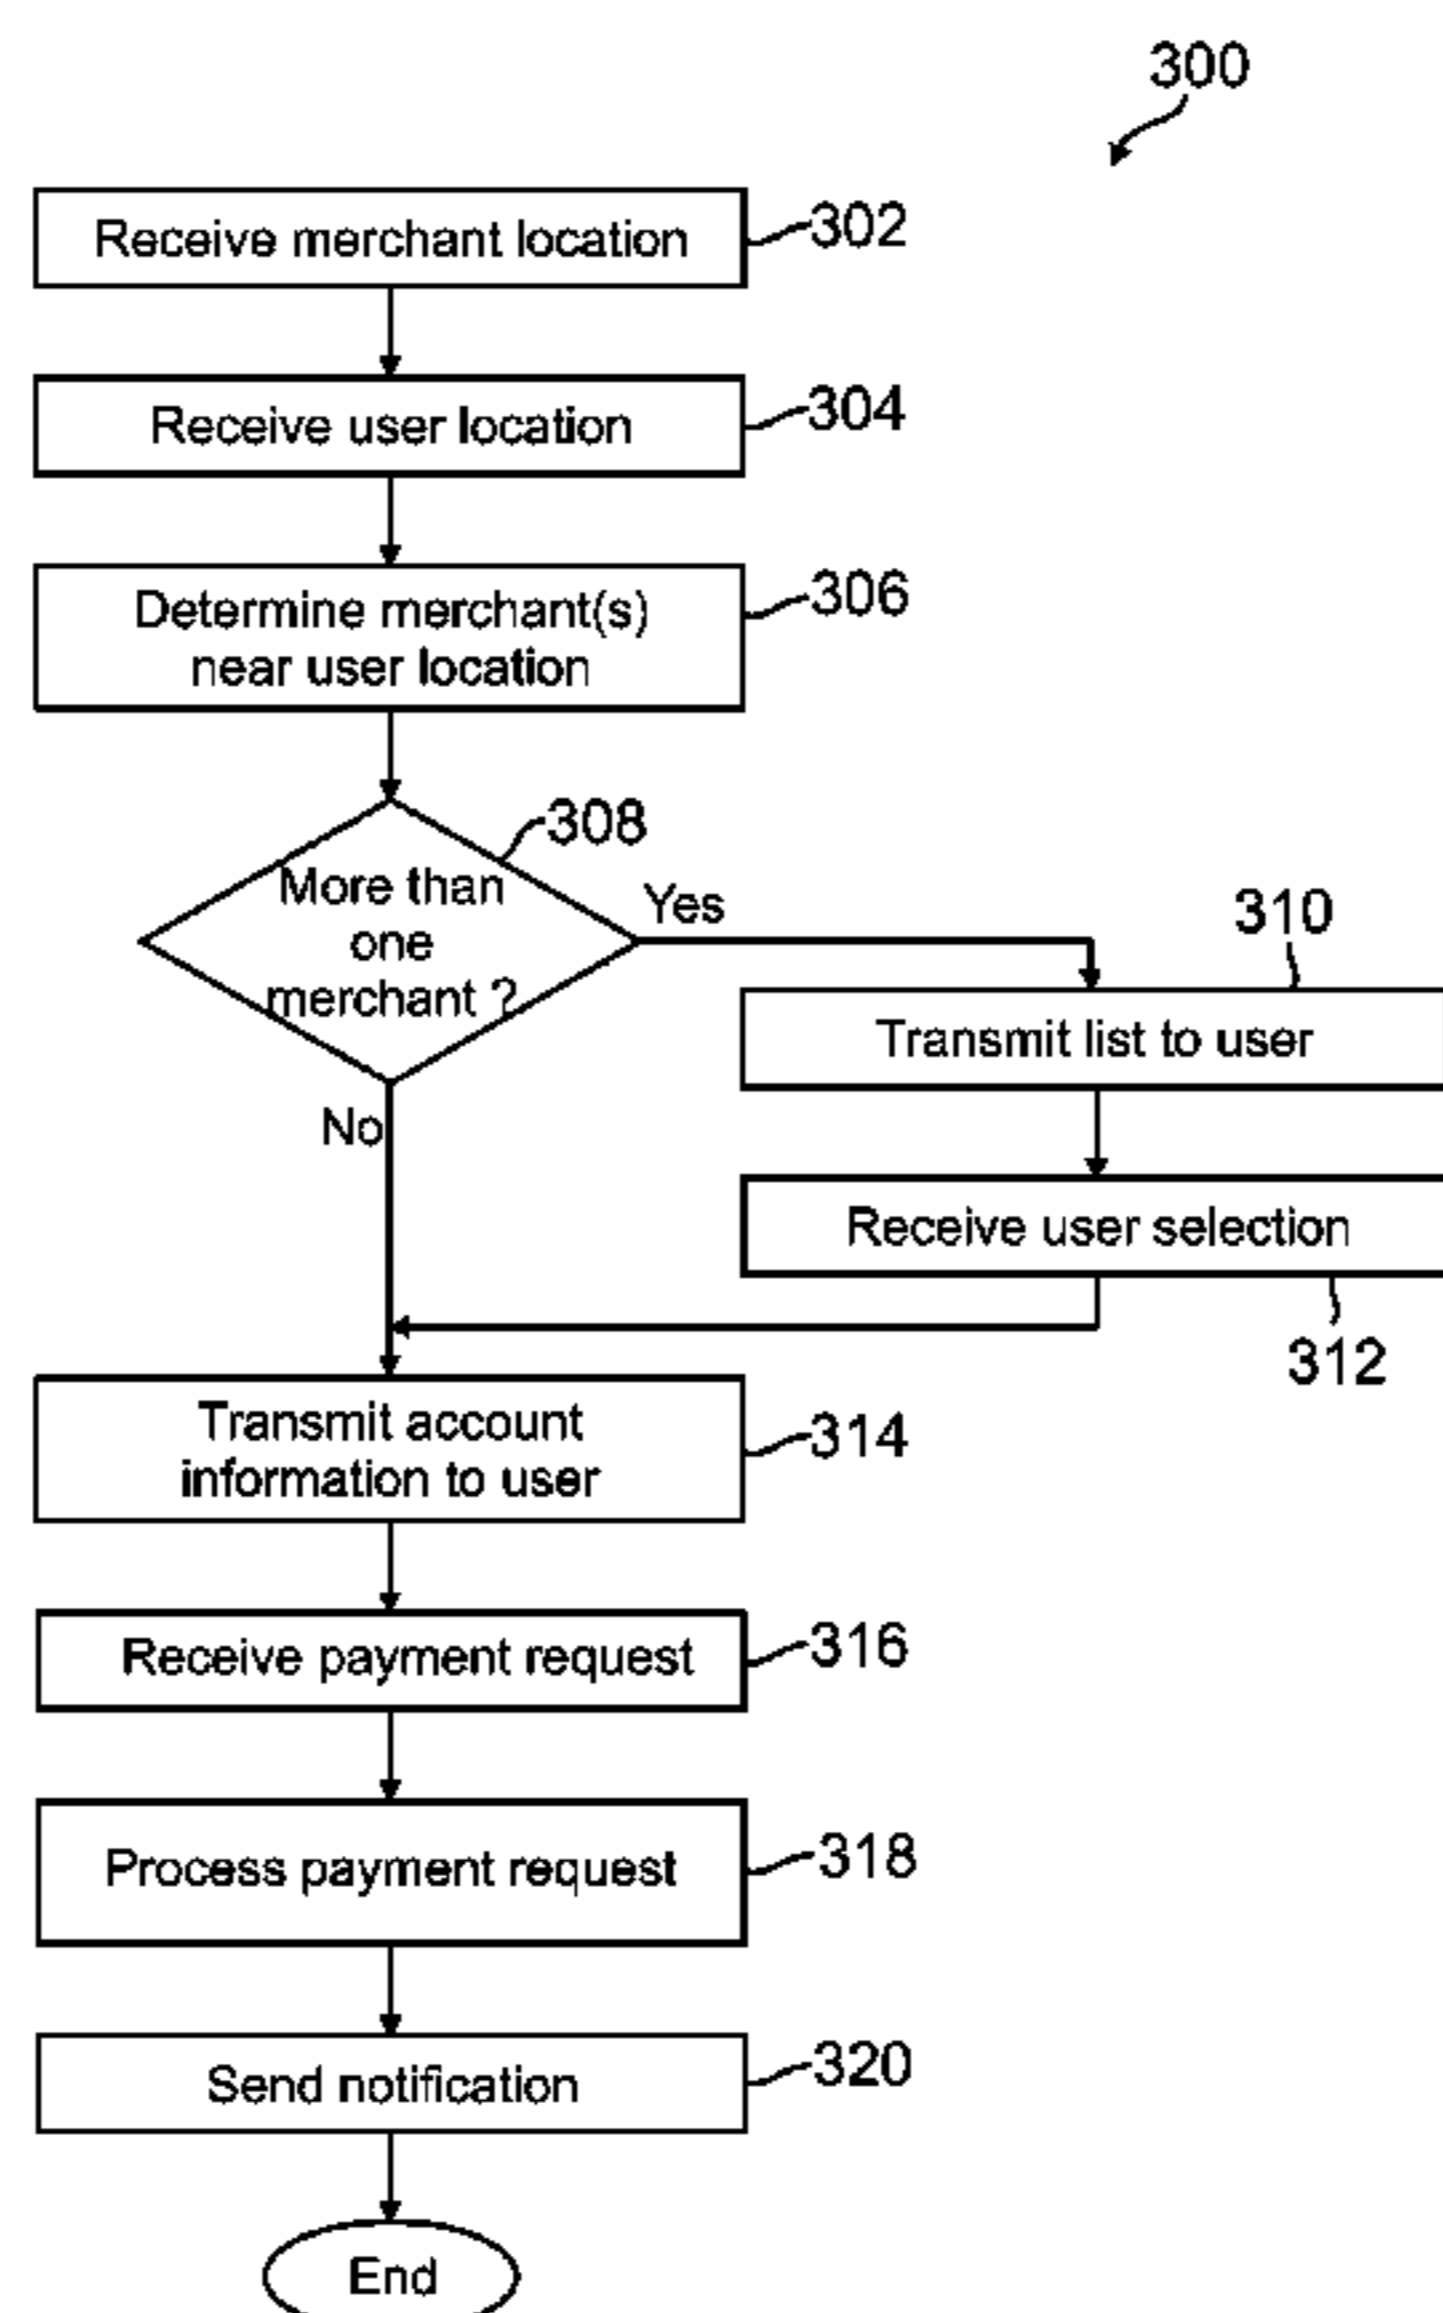 300
Receive merchant location
302
Receive user location
304
Determine merchant(s)
near user location
306
308
More than
one
merchant ?
Yes
No
310
Transmit list to user
Receive user selection
312
Transmit account
information to user
314
Receive payment request
316
Process payment request
318
Send notification
320
End